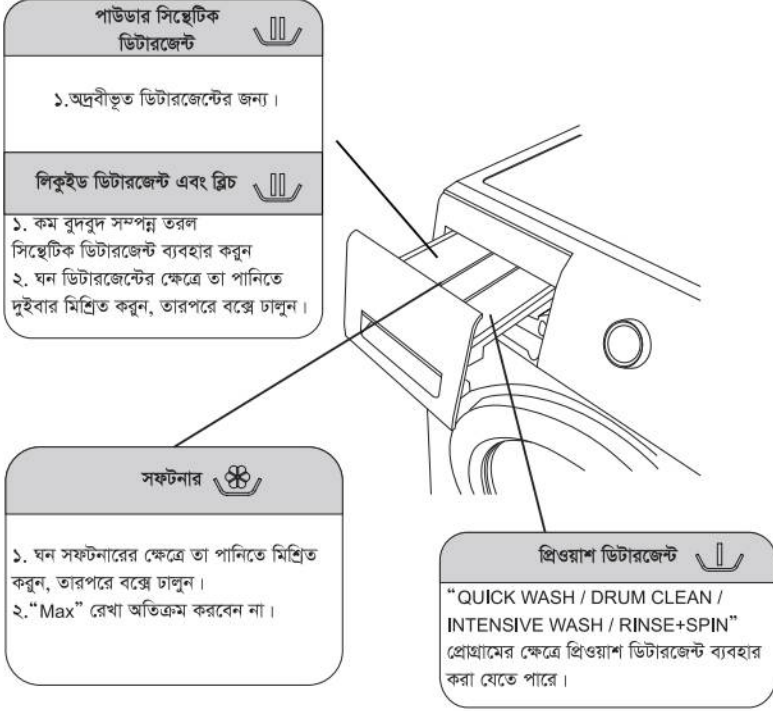 পাউডার সিন্থেটিক
ডিটারজেন্ট
১.অদ্রবীভূত ডিটারজেন্টের জন্য।
লিকুইড ডিটারজেন্ট এবং ব্লিচ
১. কম বুদবুদ সম্পন্ন তরল
সিন্থেটিক ডিটারজেন্ট ব্যবহার করুন
২. ঘন ডিটারজেন্টের ক্ষেত্রে তা পানিতে
দুইবার মিশ্রিত করুন, তারপরে বক্সে ঢালুন।
সফটনার
১. ঘন সফটনারের ক্ষেত্রে তা পানিতে মিশ্রিত
করুন, তারপরে বক্সে ঢালুন।
২.“Max” রেখা অতিক্রম করবেন না।
প্রিওয়াশ ডিটারজেন্ট
“QUICK WASH / DRUM CLEAN /
INTENSIVE WASH / RINSE+SPIN”
প্রোগ্রামের ক্ষেত্রে প্রিওয়াশ ডিটারজেন্ট ব্যবহার
করা যেতে পারে।